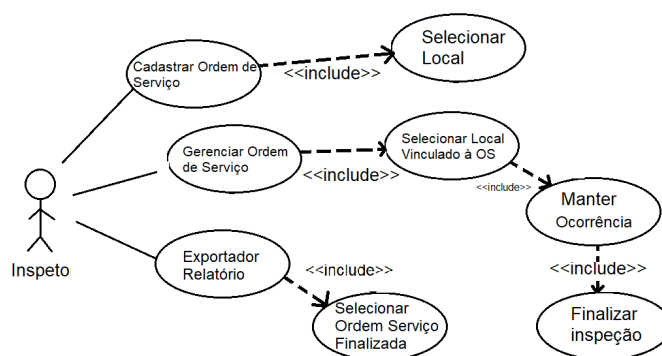 Cadastrar Ordem de
Serviço
<<include>>
Selecionar
Local
Gerenciar Ordem
de Serviço
<<include>>
Selecionar Local
Vinculado à OS
<<include>>
Manter
Ocorrência
<<include>>
Finalizar
inspeção
Inspeto
Exportador
Relatório
<<include>>
Selecionar
Ordem Serviço
Finalizada